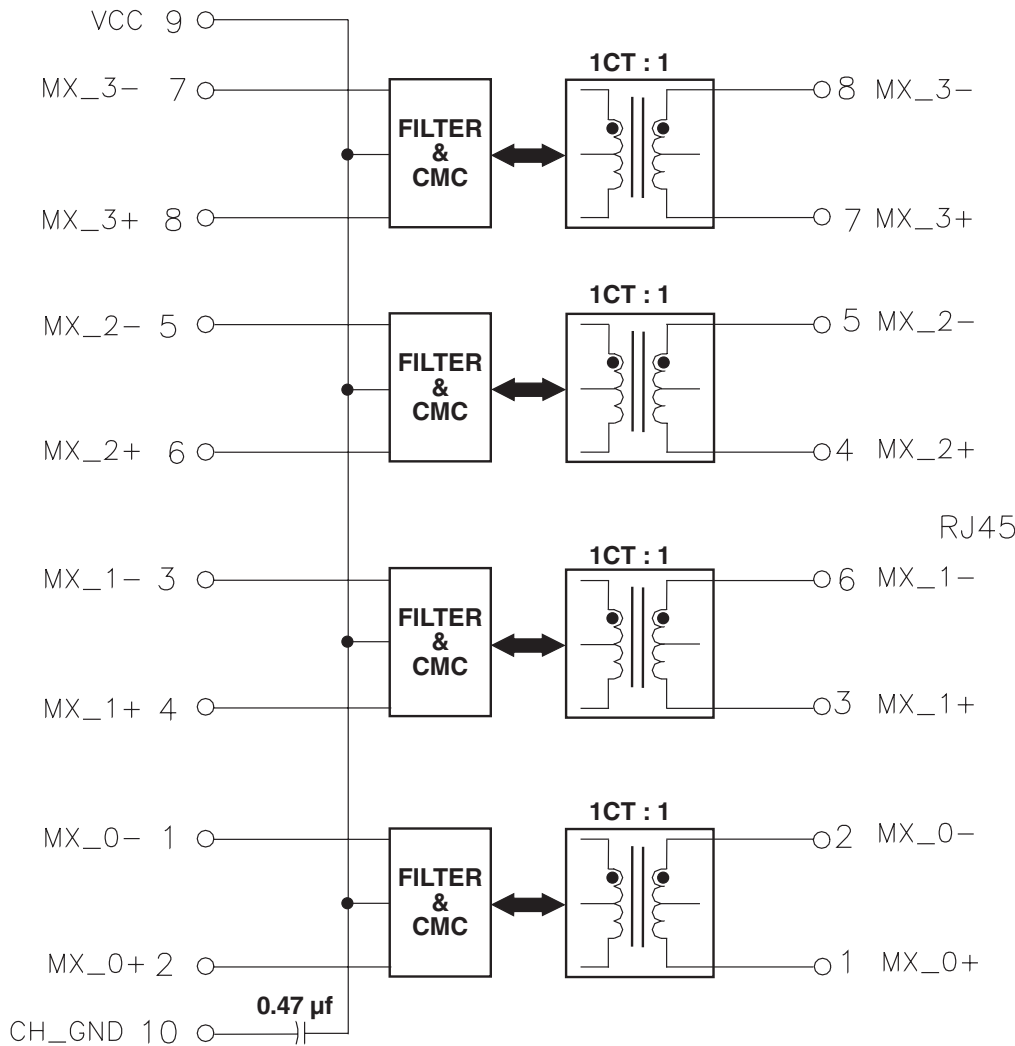 VCC 9
1CT : 1
MX_3- 7
FILTER
&
CMC
8 MX_3-
MX_3+ 8
7 MX_3+
1CT : 1
MX_2- 5
FILTER
&
CMC
5 MX_2-
MX_2+ 6
4 MX_2+
RJ45
1CT : 1
MX_1- 3
FILTER
&
CMC
6 MX_1-
MX_1+ 4
3 MX_1+
1CT : 1
MX_0- 1
FILTER
&
CMC
2 MX_0-
MX_0+ 2
1 MX_0+
0.47 µf
CH_GND 10